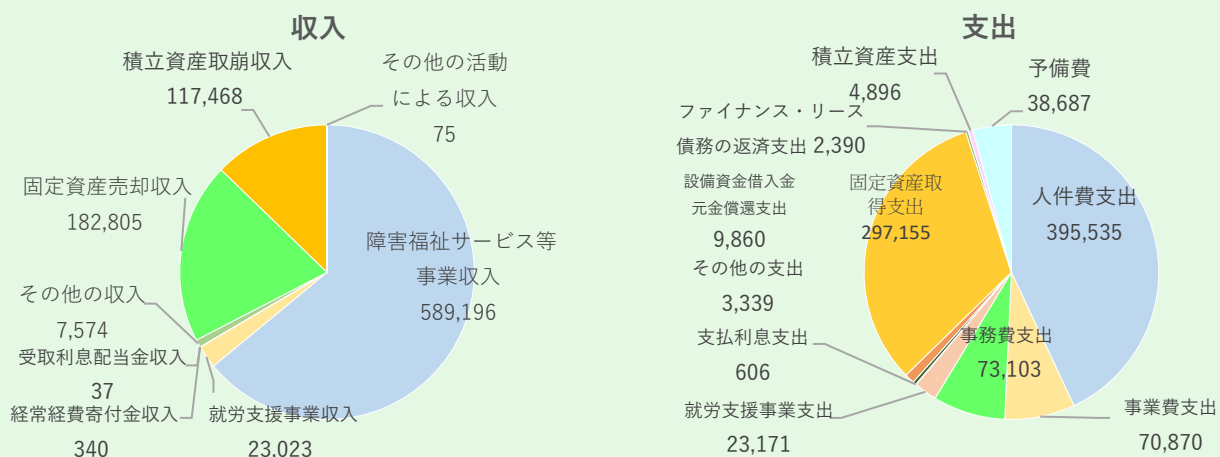 収入
積立資産取崩収入
117,468
その他の活動
による収入
75
固定資産売却収入
182,805
障害福祉サービス等
事業収入
589,196
その他の収入
7,574
受取利息配当金収入
37
経常経費寄付金収入
340
就労支援事業収入
23,023
支出
積立資産支出
4,896
予備費
38,687
ファイナンス・リース
債務の返済支出 2,390
設備資金借入金
元金償還支出
9,860
固定資産取
得支出
297,155
人件費支出
395,535
その他の支出
3,339
支払利息支出
606
事務費支出
73,103
就労支援事業支出
23,171
事業費支出
70,870